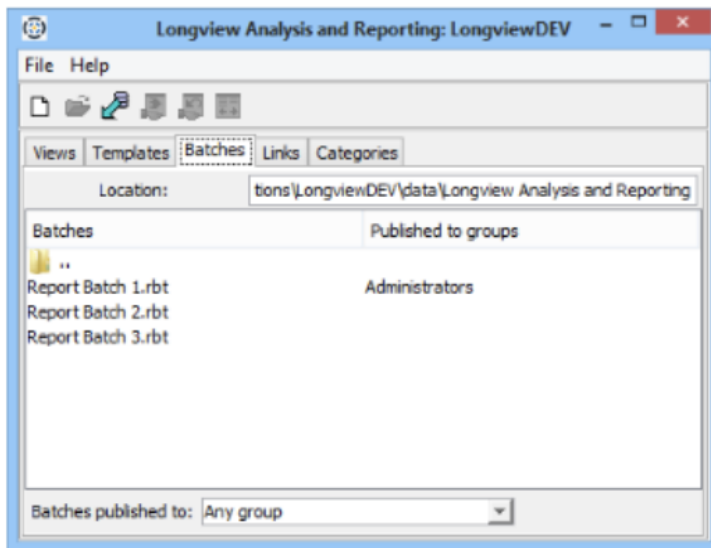 Longview Analysis and Reporting: LongviewDEV
File Help
Views Templates Batches Links Categories
Location: tions\LongviewDEV\data\Longview Analysis and Reporting
Batches Published to groups
..
Report Batch 1.rbt Administrators
Report Batch 2.rbt
Report Batch 3.rbt
Batches published to: Any group